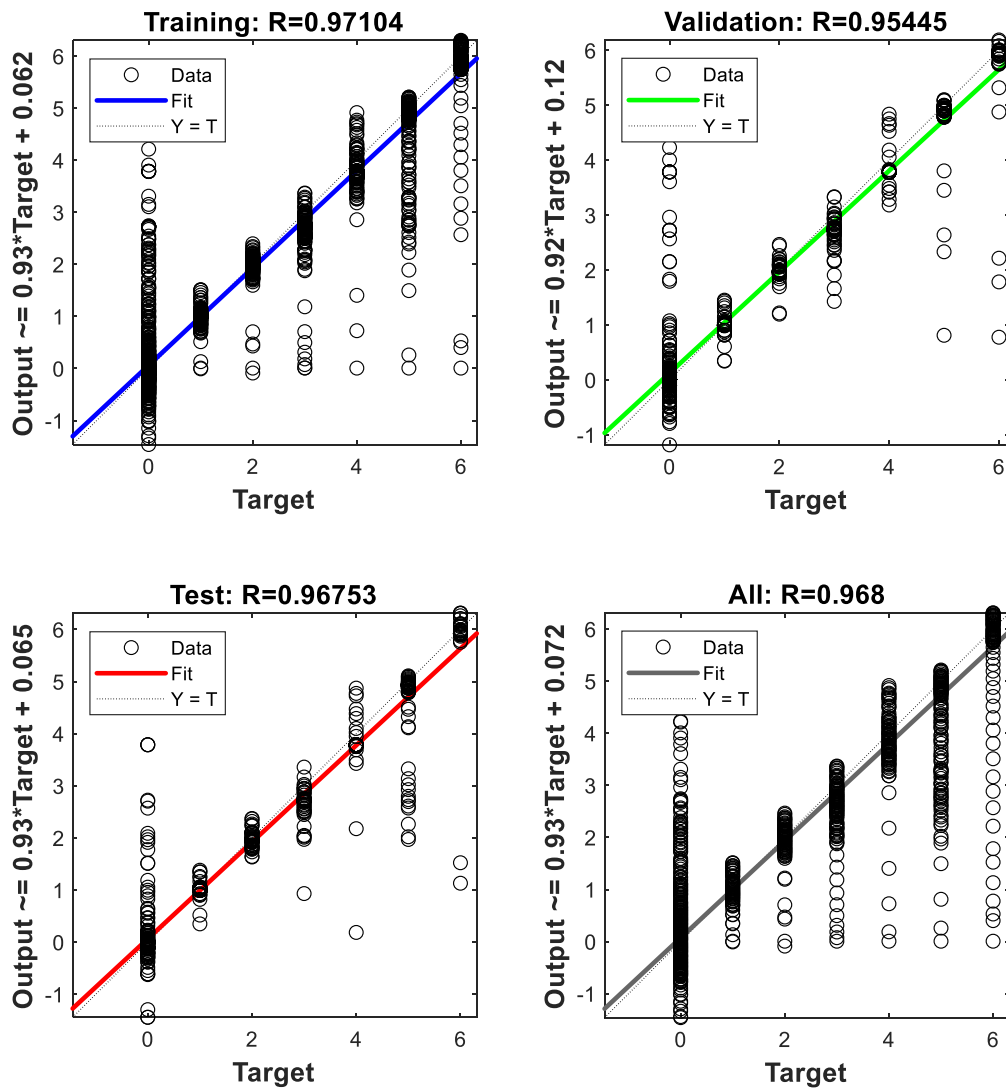 Training: R=0.97104
Output ~= 0.93*Target + 0.062
6
5
4
3
2
1
0
-1
Data
Fit
Y = T
0 2 4 6
Target
Validation: R=0.95445
Output ~= 0.92*Target + 0.12
6
5
4
3
2
1
0
-1
Data
Fit
Y = T
0 2 4 6
Target
Test: R=0.96753
Output ~= 0.93*Target + 0.065
6
5
4
3
2
1
0
-1
Data
Fit
Y = T
0 2 4 6
Target
All: R=0.968
Output ~= 0.93*Target + 0.072
6
5
4
3
2
1
0
-1
Data
Fit
Y = T
0 2 4 6
Target